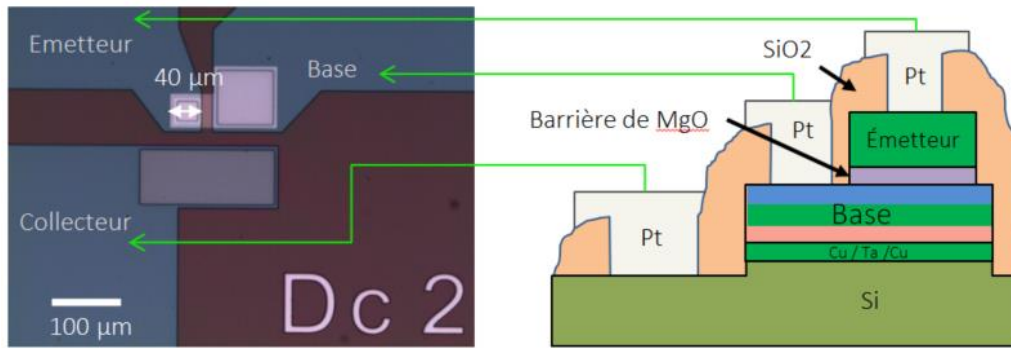 Emetteur
Base
40 µm
Collecteur
100 µm
Dc 2
SiO2
Pt
Pt
Barrière de MgO
Émetteur
Pt
Base
Cu / Ta /Cu
Si